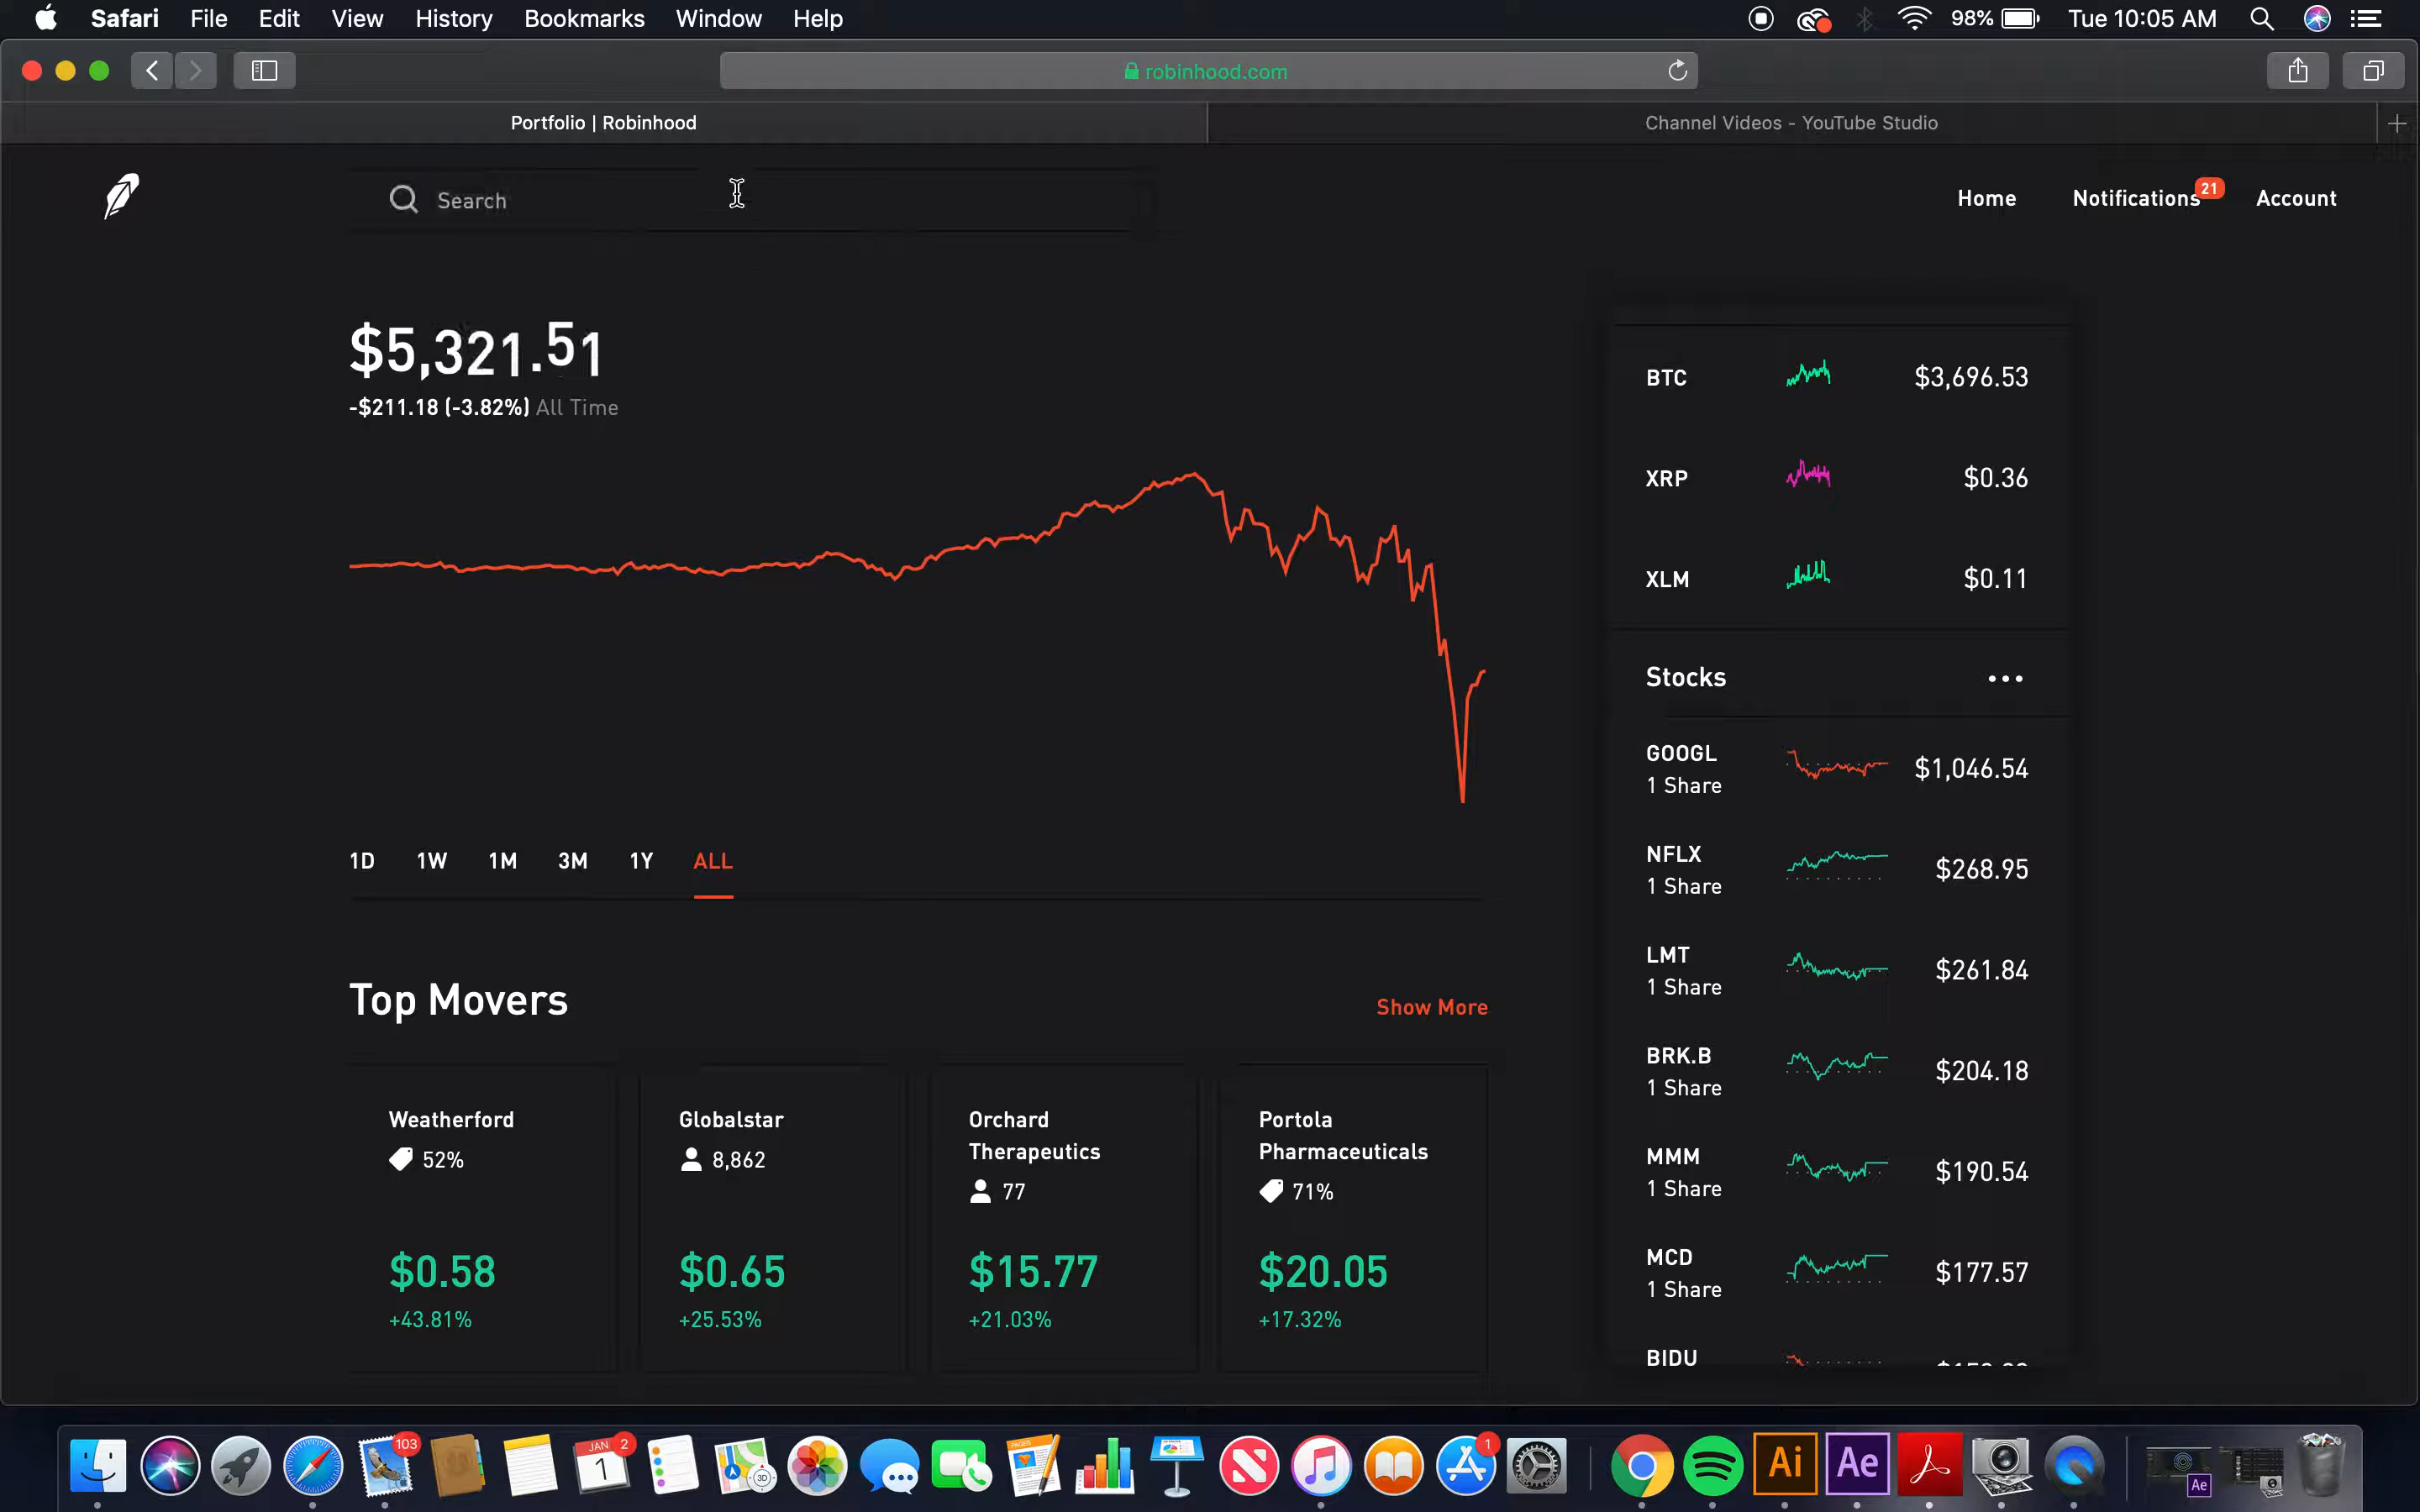 Safari File Edit View History Bookmarks Window Help 98% Tue 10:05 AM
robinhood.com
Portfolio | Robinhood
Channel Videos - YouTube Studio
Search
Home Notifications 21 Account
$5,321.51
-$211.18 (-3.82%) All Time
1D 1W 1M 3M 1Y ALL
Top Movers
Show More
Weatherford
52%
$0.58
+43.81%
Globalstar
8,862
$0.65
+25.53%
Orchard
Therapeutics
77
$15.77
+21.03%
Portola
Pharmaceuticals
71%
$20.05
+17.32%
BTC $3,696.53
XRP $0.36
XLM $0.11
Stocks
GOOGL
1 Share
$1,046.54
NFLX
1 Share
$268.95
LMT
1 Share
$261.84
BRK.B
1 Share
$204.18
MMM
1 Share
$190.54
MCD
1 Share
$177.57
BIDU
103 JAN 1 2 3D PAGES 1 Ai Ae Ae